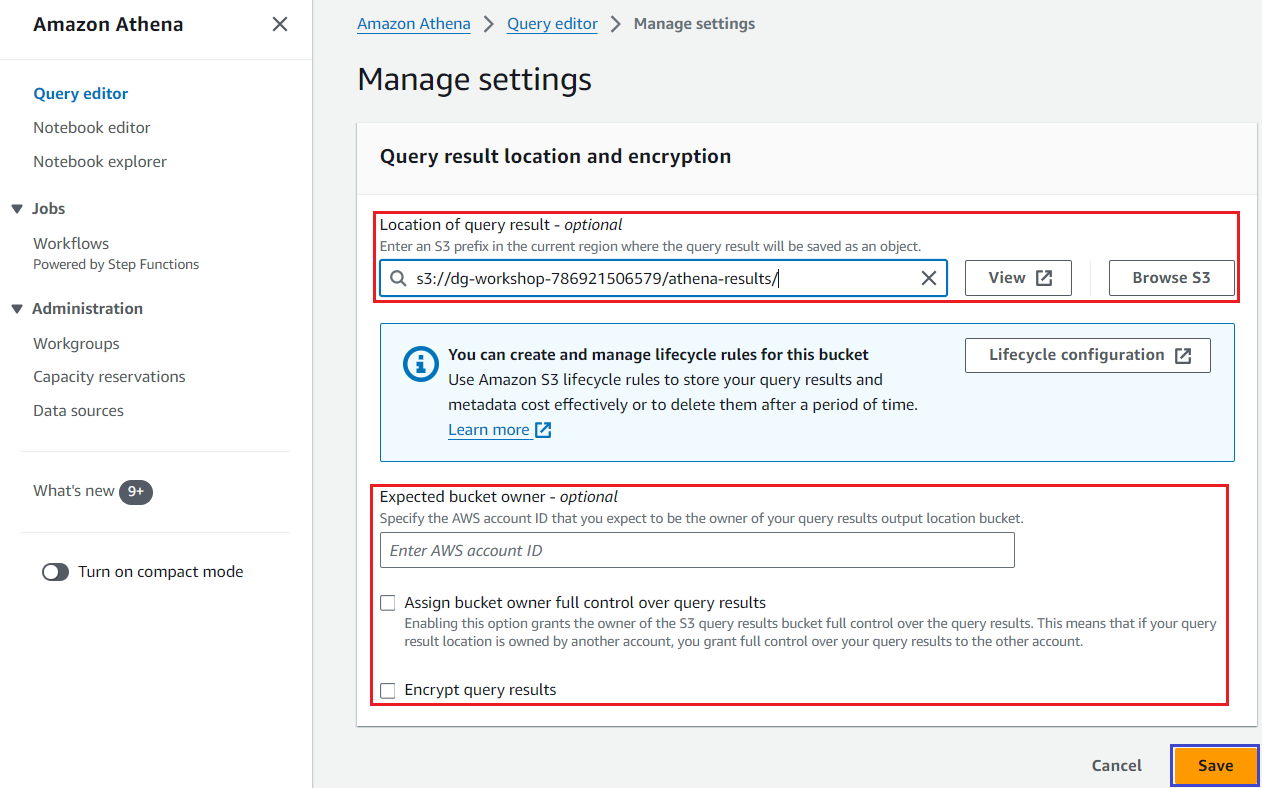 Amazon Athena
Query editor
Notebook editor
Notebook explorer
Jobs
Workflows
Powered by Step Functions
Administration
Workgroups
Capacity reservations
Data sources
What's new 9+
Turn on compact mode
Amazon Athena Query editor Manage settings
Manage settings
Query result location and encryption
Location of query result - optional
Enter an S3 prefix in the current region where the query result will be saved as an object.
s3://dg-workshop-786921506579/athena-results/
View
Browse S3
You can create and manage lifecycle rules for this bucket
Use Amazon S3 lifecycle rules to store your query results and
metadata cost effectively or to delete them after a period of time.
Learn more
Lifecycle configuration
Expected bucket owner - optional
Specify the AWS account ID that you expect to be the owner of your query results output location bucket.
Enter AWS account ID
Assign bucket owner full control over query results
Enabling this option grants the owner of the S3 query results bucket full control over the query results. This means that if your query
result location is owned by another account, you grant full control over your query results to the other account.
Encrypt query results
Cancel
Save